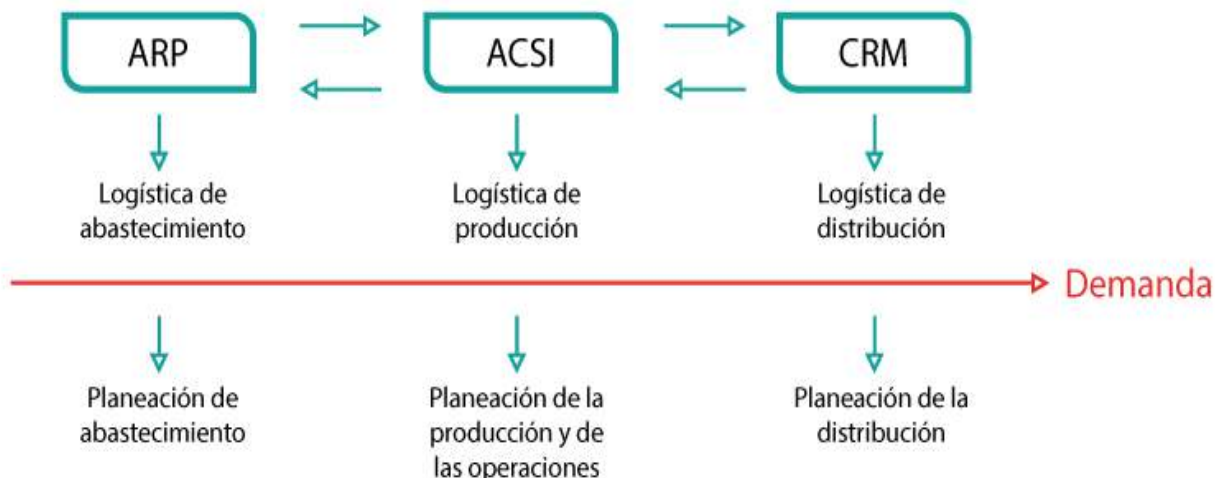 ARP
ACSI
CRM
Logística de
abastecimiento
Logística de
producción
Logística de
distribución
Demanda
Planeación de
abastecimiento
Planeación de la
producción y de
las operaciones
Planeación de la
distribución